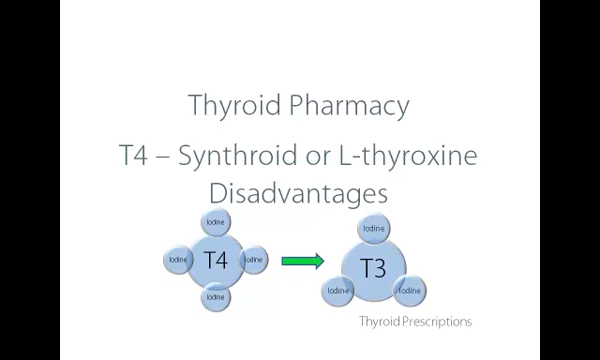 Thyroid Pharmacy
T4 – Synthroid or L-thyroxine
Disadvantages
Iodine
Iodine
T4
Iodine
Iodine
Iodine
T3
Iodine
Iodine
Thyroid Prescriptions